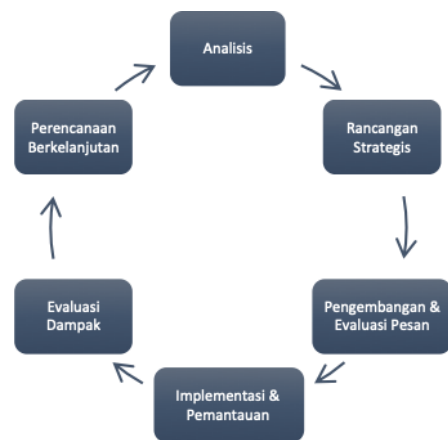 Analisis
Rancangan
Strategis
Pengembangan &
Evaluasi Pesan
Implementasi &
Pemantauan
Evaluasi
Dampak
Perencanaan
Berkelanjutan